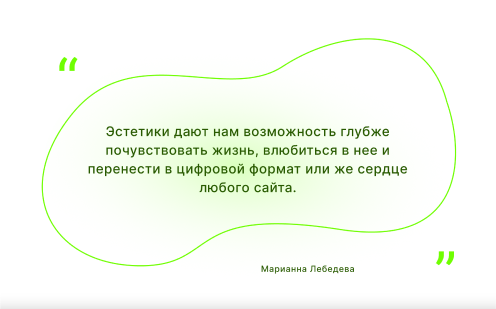 “
Эстетики дают нам возможность глубже
почувствовать жизнь, влюбиться в нее и
перенести в цифровой формат или же сердце
любого сайта.
”
Марианна Лебедева